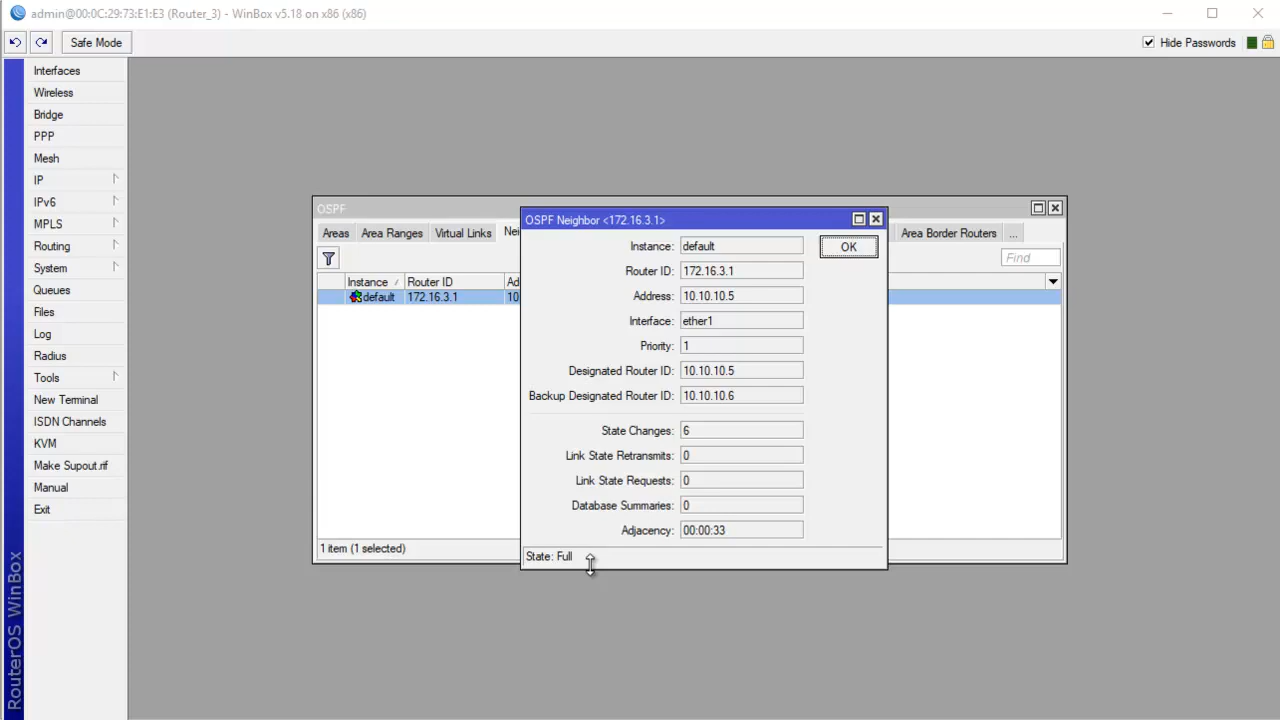 admin@00:0C:29:73:E1:E3 (Router_3) - WinBox v5.18 on x86 (x86)
Safe Mode
Hide Passwords
Interfaces
Wireless
Bridge
PPP
Mesh
IP
IPv6
MPLS
Routing
System
Queues
Files
Log
Radius
Tools
New Terminal
ISDN Channels
KVM
Make Supout.rif
Manual
Exit
RouterOS WinBox
OSPF
Areas Area Ranges Virtual Links Nei Area Border Routers ...
Find
Instance Router ID Ad
default 172.16.3.1 10
1 item (1 selected)
OSPF Neighbor <172.16.3.1>
OK
Instance: default
Router ID: 172.16.3.1
Address: 10.10.10.5
Interface: ether1
Priority: 1
Designated Router ID: 10.10.10.5
Backup Designated Router ID: 10.10.10.6
State Changes: 6
Link State Retransmits: 0
Link State Requests: 0
Database Summaries: 0
Adjacency: 00:00:33
State: Full